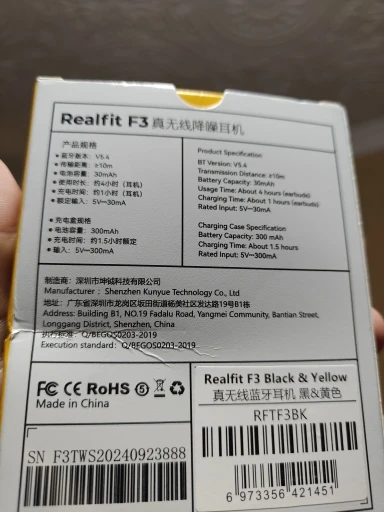 Realfit F3 真无线降噪耳机
产品规格
• 蓝牙版本: V5.4
• 传输距离: ≥10m
• 电池容量: 30mAh
• 使用时长: 约4小时 (耳机)
• 充电时间: 约1小时 (耳机)
• 额定输入: 5V⎓30mA
• 充电盒规格
• 电池容量: 300mAh
• 充电时间: 约1.5小时额定
• 输入: 5V⎓300mA
Product Specification
BT Version: V5.4
Transmission Distance: ≥10m
Battery Capacity: 30mAh
Usage Time: About 4 hours (earbuds)
Charging Time: About 1 hours (earbuds)
Rated Input: 5V⎓30mA
Charging Case Specification
Battery Capacity: 300 mAh
Charging Time: About 1.5 hours
Rated Input: 5V⎓300mA
制造商: 深圳市坤钺科技有限公司
Manufacturer : Shenzhen Kunyue Technology Co., Ltd
地址: 广东省深圳市龙岗区坂田街道杨美社区发达路19号B1栋
Address: Building B1, NO.19 Fadalu Road, Yangmei Community, Bantian Street,
Longgang District, Shenzhen, China
执行标准: Q/BEGQS0203-2019
Execution standard: Q/BEGQS0203-2019
FC CE RoHS 5
Made in China
Realfit F3 Black & Yellow
真无线蓝牙耳机 黑&黄色
RFTF3BK
SN F3TWS20240923888
6 973356 421451